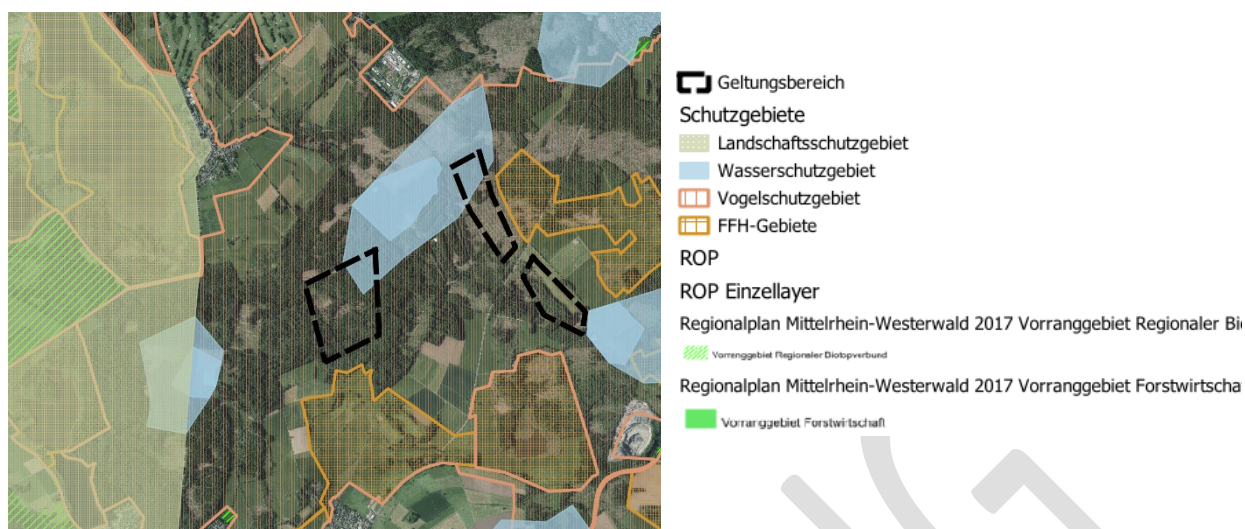 Geltungsbereich
Schutzgebiete
Landschaftsschutzgebiet
Wasserschutzgebiet
Vogelschutzgebiet
FFH-Gebiete
ROP
ROP Einzellayer
Regionalplan Mittelrhein-Westerwald 2017 Vorranggebiet Regionaler Bi
Vorranggebiet Regionaler Biotopverbund
Regionalplan Mittelrhein-Westerwald 2017 Vorranggebiet Forstwirtscha
Vorranggebiet Forstwirtschaft